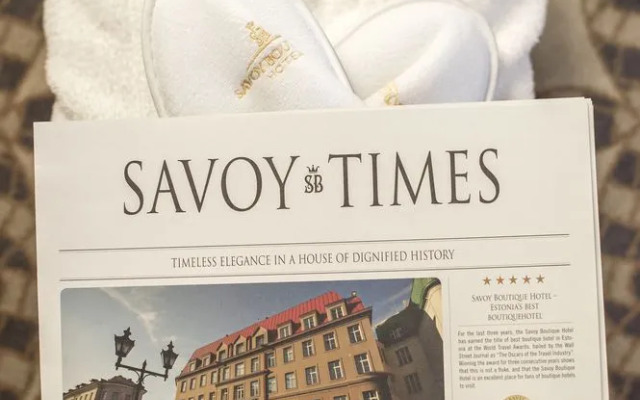 SAVOY SB TIMES
TIMELESS ELEGANCE IN A HOUSE OF DIGNIFIED HISTORY
SAVOY BOUTIQUE HOTEL -
ESTONIA'S BEST
BOUTIQUEHOTEL
For the last three years, the Savoy Boutique Hotel
has earned the title of best boutique hotel in Esto-
nia at the World Travel Awards, hailed by the Wall
Street Journal as "The Oscars of the Travel Industry".
Winning the award for three consecutive years shows
that this is not a fluke, and that the Savoy Boutique
Hotel is an excellent place for fans of boutique hotels
to visit.